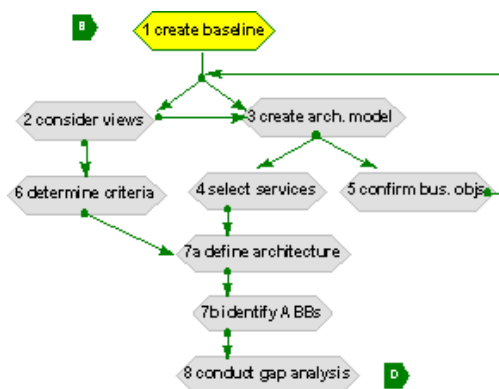 B
1 create baseline
2 consider views
3 create arch. model
6 determine criteria
4 select services
5 confirm bus. objs
7a define architecture
7b identify ABBs
8 conduct gap analysis
D